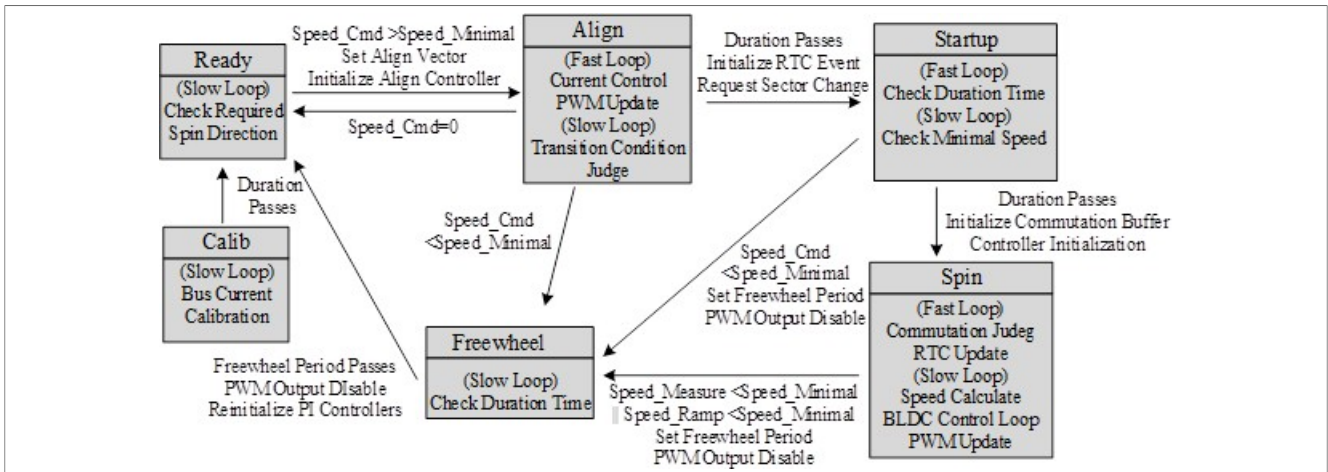 Ready
(Slow Loop)
Check Required
Spin Direction
Speed_Cmd >Speed_Minimal
Set Align Vector
Initialize Align Controller
Speed_Cmd=0
Align
(Fast Loop)
Current Control
PWM Update
(Slow Loop)
Transition Condition
Judge
Duration Passes
Initialize RTC Event
Request Sector Change
Startup
(Fast Loop)
Check Duration Time
(Slow Loop)
Check Minimal Speed
Duration
Passes
Calib
(Slow Loop)
Bus Current
Calibration
Speed_Cmd
<Speed_Minimal
Speed_Cmd
<Speed_Minimal
Set Freewheel Period
PWM Output Disable
Duration Passes
Initialize Commutation Buffer
Controller Initialization
Freewheel Period Passes
PWM Output DIsable
Reinitialize PI Controllers
Freewheel
(Slow Loop)
Check Duration Time
Speed_Measure <Speed_Minimal
Speed_Ramp <Speed_Minimal
Set Freewheel Period
PWM Output Disable
Spin
(Fast Loop)
Commutation Judeg
RTC Update
(Slow Loop)
Speed Calculate
BLDC Control Loop
PWM Update